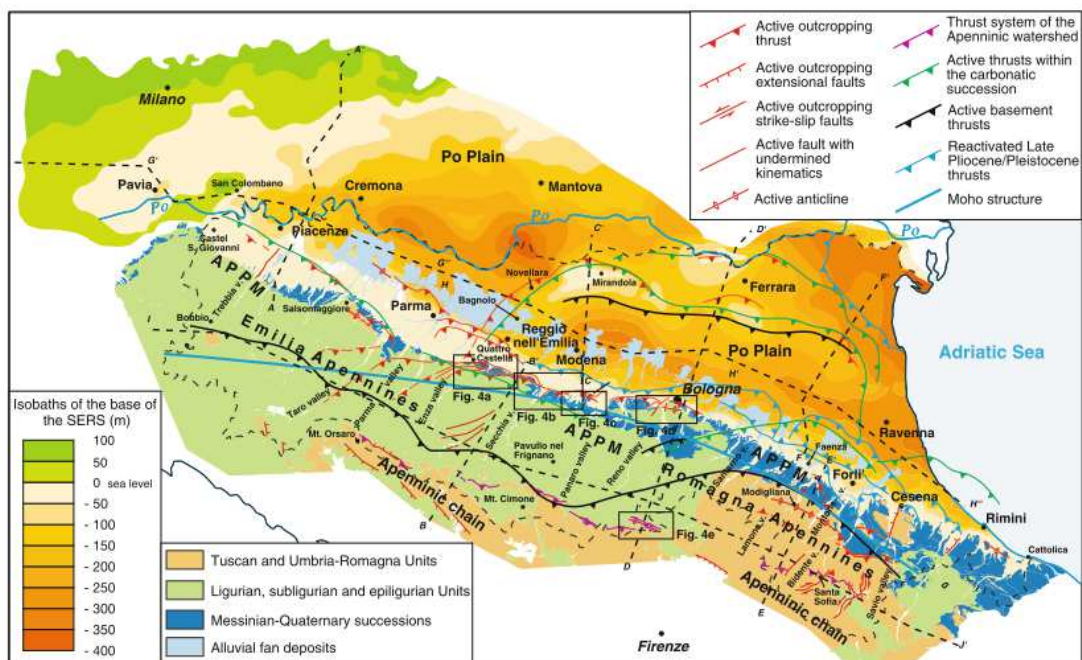 Active outcropping
thrust
Active outcropping
extensional faults
Active outcropping
strike-slip faults
Active fault with
undermined
kinematics
Active anticline
Thrust system of the
Apenninic watershed
Active thrusts within
the carbonatic
succession
Active basement
thrusts
Reactivated Late
Pliocene/Pleistocene
thrusts
Moho structure
A'
Milano
G'
Pavia
San Colombano
Cremona
Po Plain
Mantova
Po
Po
Po
Piacenza
Castel
S. Giovanni
C'
D'
G''
F'
Novellara
Mirandola
Ferrara
H
APPM
Trebbia v.
A
Bobbio
Salsomaggiore
Parma
Bagnolo
Reggio
nell'Emilia
Modena
Po Plain
Adriatic Sea
Emilia Apennines
Quattro
Castella
B'
C
H'
Bologna
Fig. 4a
Fig. 4b
Fig. 4c
Fig. 4d
Taro valley
Parma valley
Enza valley
Secchia v.
Mt. Orsaro
Pavullo nel
Frignano
Panaro valley
Reno valley
APPM
Ravenna
Faenza
E'
Forlì
APPM
Cesena
H''
Rimini
Cattolica
Romagna Apennines
Modigliana
Lamone v.
Bidente v.
Santa
Sofia
Savio valley
F
G
Apenninic chain
Mt. Cimone
Fig. 4e
B
D
E
Apenninic chain
Firenze
Isobaths of the base of
the SERS (m)
100
50
0 sea level
- 50
- 100
- 150
- 200
- 250
- 300
- 350
- 400
Tuscan and Umbria-Romagna Units
Ligurian, subligurian and epiligurian Units
Messinian-Quaternary successions
Alluvial fan deposits